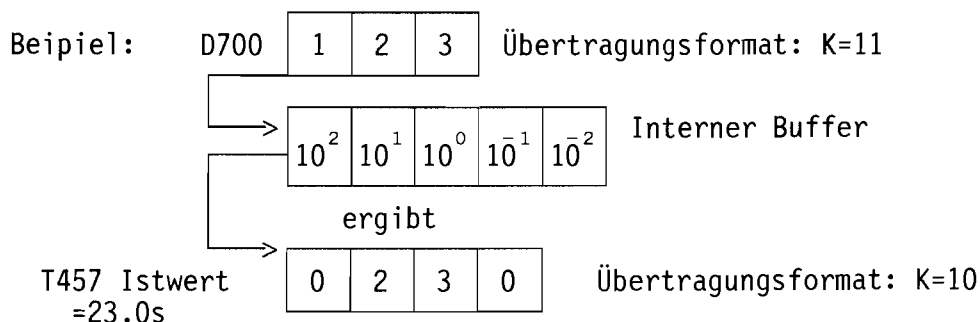 Beipiel: D700 1 2 3 Übertragungsformat: K=11
10² 10¹ 10⁰ 10⁻¹ 10⁻² Interner Buffer
ergibt
T457 Istwert 0 2 3 0 Übertragungsformat: K=10
=23.0s